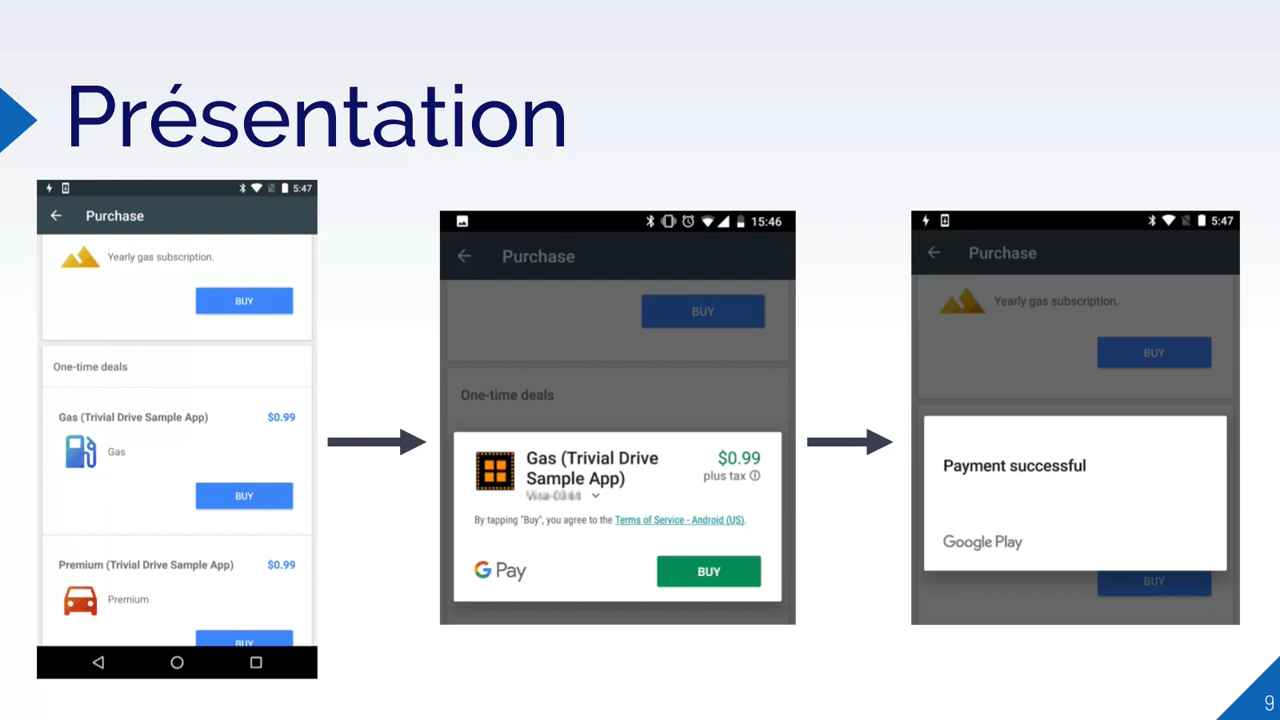 Présentation
5:47
Purchase
Yearly gas subscription.
BUY
One-time deals
Gas (Trivial Drive Sample App) $0.99
Gas
BUY
Premium (Trivial Drive Sample App) $0.99
Premium
BUY
15:46
Purchase
BUY
One-time deals
Gas (Trivial Drive $0.99
Sample App) plus tax
By tapping "Buy", you agree to the Terms of Service - Android (US).
G Pay BUY
5:47
Purchase
Yearly gas subscription.
BUY
Payment successful
Google Play
BUY
9